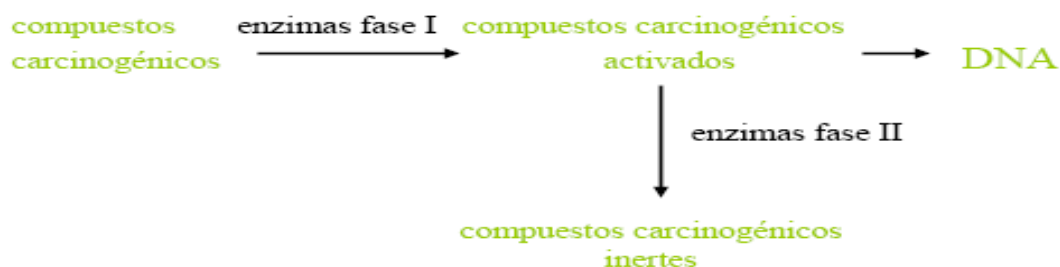 compuestos carcinogénicos
enzimas fase I
compuestos carcinogénicos activados
DNA
enzimas fase II
compuestos carcinogénicos
inertes